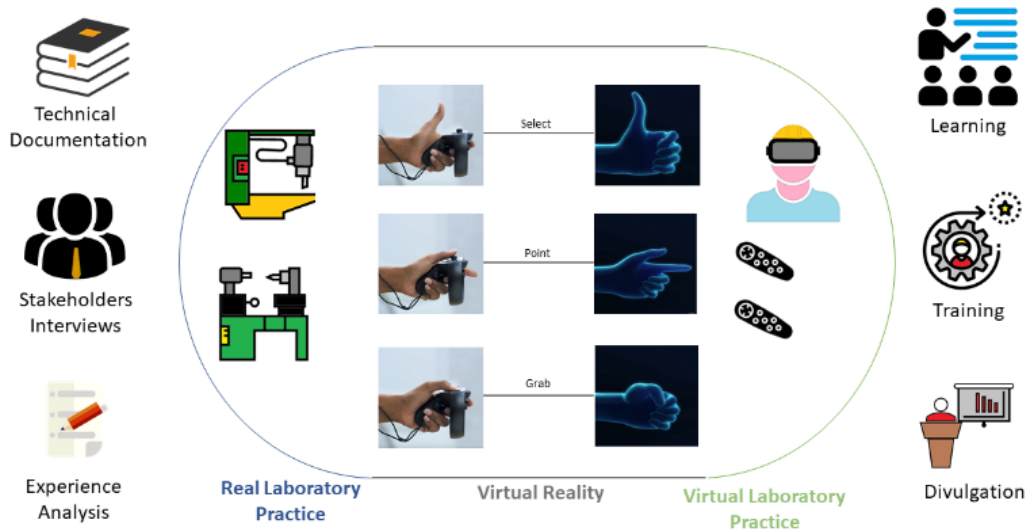 Technical
Documentation
Stakeholders
Interviews
Experience
Analysis
Select
Point
Grab
Real Laboratory
Practice
Virtual Reality
Virtual Laboratory
Practice
Learning
Training
Divulgation